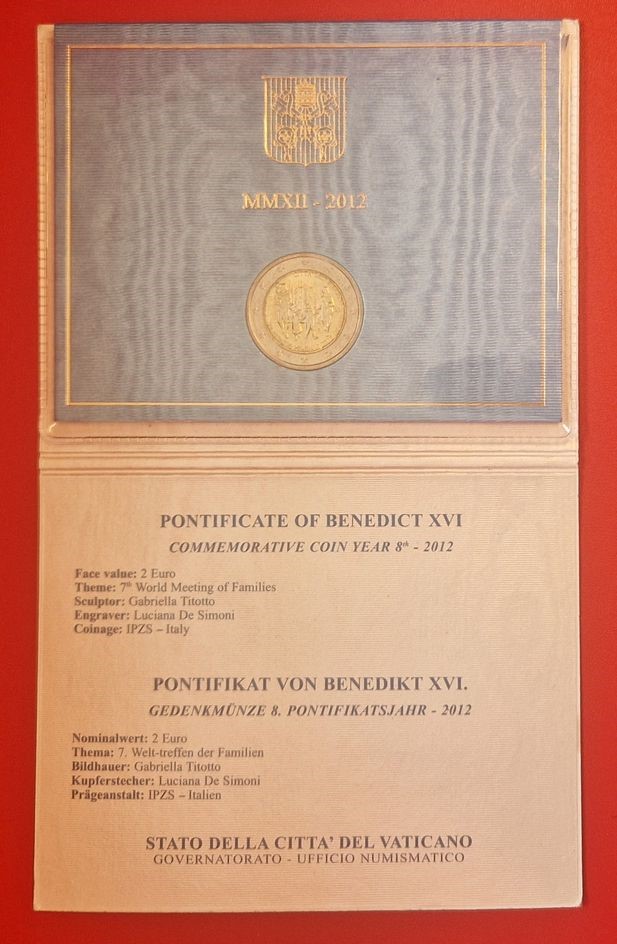 MMXII - 2012
PONTIFICATE OF BENEDICT XVI
COMMEMORATIVE COIN YEAR 8th - 2012
Face value: 2 Euro
Theme: 7th World Meeting of Families
Sculptor: Gabriella Titotto
Engraver: Luciana De Simoni
Coinage: IPZS – Italy
PONTIFIKAT VON BENEDIKT XVI.
GEDENKMÜNZE 8. PONTIFIKATSJAHR - 2012
Nominalwert: 2 Euro
Thema: 7. Welt-treffen der Familien
Bildhauer: Gabriella Titotto
Kupferstecher: Luciana De Simoni
Prägeanstalt: IPZS – Italien
STATO DELLA CITTA' DEL VATICANO
GOVERNATORATO - UFFICIO NUMISMATICO